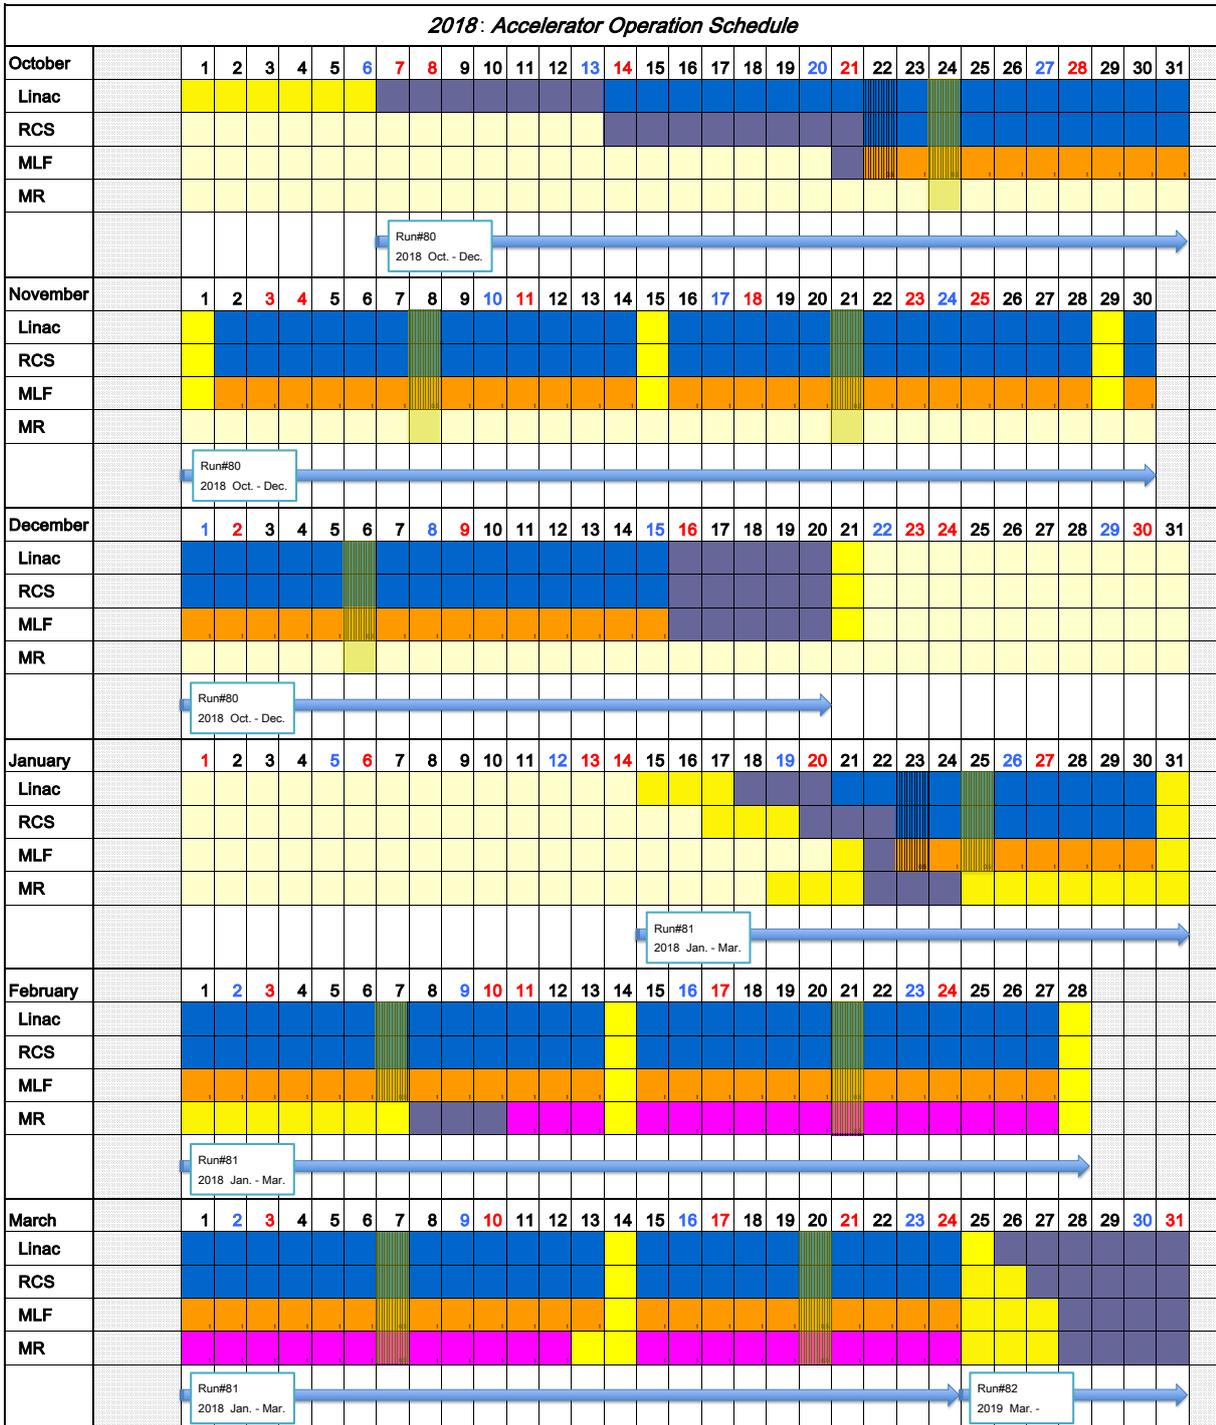 2018: Accelerator Operation Schedule
October 1 2 3 4 5 6 7 8 9 10 11 12 13 14 15 16 17 18 19 20 21 22 23 24 25 26 27 28 29 30 31
Linac
RCS
MLF
MR
Run#80
2018 Oct. - Dec.
November 1 2 3 4 5 6 7 8 9 10 11 12 13 14 15 16 17 18 19 20 21 22 23 24 25 26 27 28 29 30
Linac
RCS
MLF
MR
Run#80
2018 Oct. - Dec.
December 1 2 3 4 5 6 7 8 9 10 11 12 13 14 15 16 17 18 19 20 21 22 23 24 25 26 27 28 29 30 31
Linac
RCS
MLF
MR
Run#80
2018 Oct. - Dec.
January 1 2 3 4 5 6 7 8 9 10 11 12 13 14 15 16 17 18 19 20 21 22 23 24 25 26 27 28 29 30 31
Linac
RCS
MLF
MR
Run#81
2018 Jan. - Mar.
February 1 2 3 4 5 6 7 8 9 10 11 12 13 14 15 16 17 18 19 20 21 22 23 24 25 26 27 28
Linac
RCS
MLF
MR
Run#81
2018 Jan. - Mar.
March 1 2 3 4 5 6 7 8 9 10 11 12 13 14 15 16 17 18 19 20 21 22 23 24 25 26 27 28 29 30 31
Linac
RCS
MLF
MR
Run#81
2018 Jan. - Mar.
Run#82
2019 Mar. -